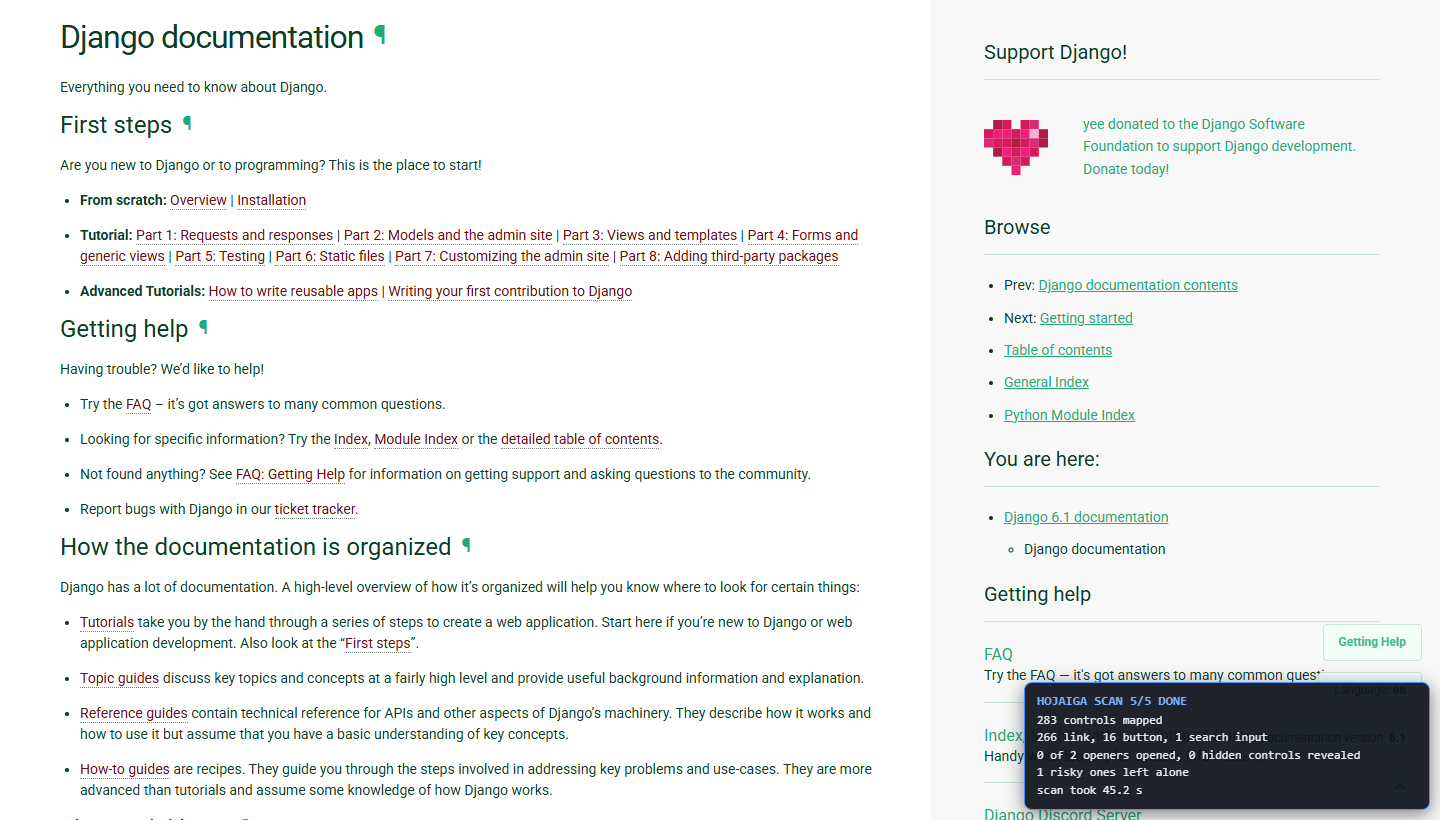 Django documentation ¶
Everything you need to know about Django.
First steps ¶
Are you new to Django or to programming? This is the place to start!
From scratch: Overview | Installation
Tutorial: Part 1: Requests and responses | Part 2: Models and the admin site | Part 3: Views and templates | Part 4: Forms and
generic views | Part 5: Testing | Part 6: Static files | Part 7: Customizing the admin site | Part 8: Adding third-party packages
Advanced Tutorials: How to write reusable apps | Writing your first contribution to Django
Getting help ¶
Having trouble? We’d like to help!
Try the FAQ – it’s got answers to many common questions.
Looking for specific information? Try the Index, Module Index or the detailed table of contents.
Not found anything? See FAQ: Getting Help for information on getting support and asking questions to the community.
Report bugs with Django in our ticket tracker.
How the documentation is organized ¶
Django has a lot of documentation. A high-level overview of how it’s organized will help you know where to look for certain things:
Tutorials take you by the hand through a series of steps to create a web application. Start here if you’re new to Django or web
application development. Also look at the “First steps”.
Topic guides discuss key topics and concepts at a fairly high level and provide useful background information and explanation.
Reference guides contain technical reference for APIs and other aspects of Django’s machinery. They describe how it works and
how to use it but assume that you have a basic understanding of key concepts.
How-to guides are recipes. They guide you through the steps involved in addressing key problems and use-cases. They are more
advanced than tutorials and assume some knowledge of how Django works.
Support Django!
yee donated to the Django Software
Foundation to support Django development.
Donate today!
Browse
Prev: Django documentation contents
Next: Getting started
Table of contents
General Index
Python Module Index
You are here:
Django 6.1 documentation
Django documentation
Getting help
Getting Help
FAQ
Try the FAQ — it's got answers to many common
Language: en
Index,
Handy
documentation version: 6.1
Django Discord Server
HOJAIGA SCAN 5/5 DONE
283 controls mapped
266 link, 16 button, 1 search input
0 of 2 openers opened, 0 hidden controls revealed
1 risky ones left alone
scan took 45.2 s